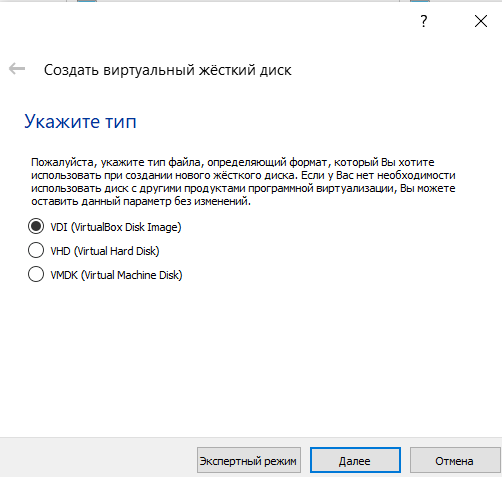 ?
Создать виртуальный жёсткий диск
Укажите тип
Пожалуйста, укажите тип файла, определяющий формат, который Вы хотите
использовать при создании нового жёсткого диска. Если у Вас нет необходимости
использовать диск с другими продуктами программной виртуализации, Вы можете
оставить данный параметр без изменений.
VDI (VirtualBox Disk Image)
VHD (Virtual Hard Disk)
VMDK (Virtual Machine Disk)
Экспертный режим Далее Отмена